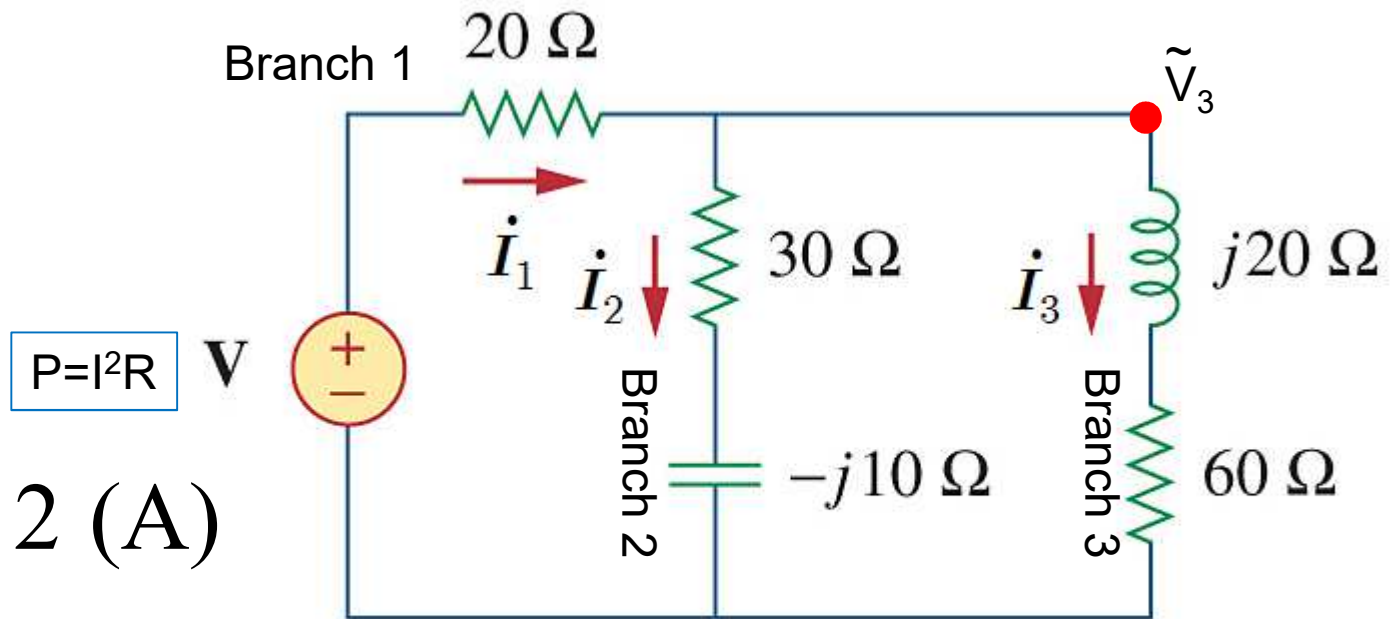 20 Ω
Branch 1
Ṽ₃
İ₁
İ₂
30 Ω
İ₃
j20 Ω
P=I²R
V
+
−
Branch 2
−j10 Ω
Branch 3
60 Ω
2 (A)